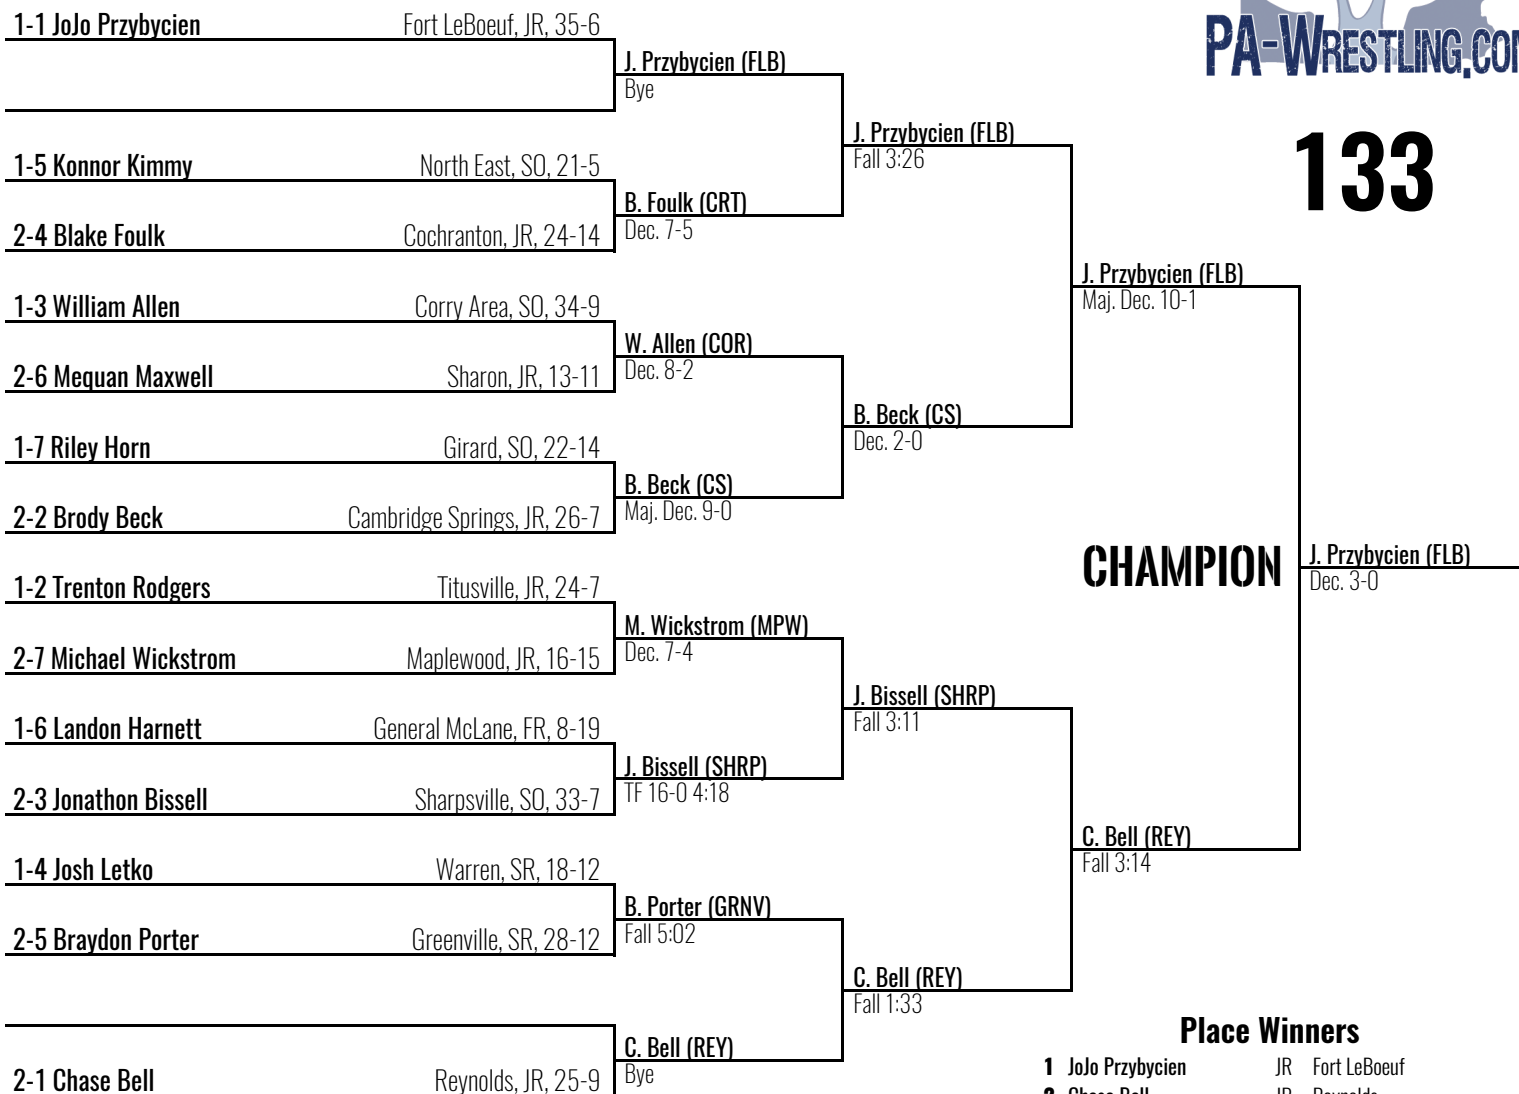 1-1 JoJo Przybycien Fort LeBoeuf, JR, 35-6
PA-WRESTLING.CO
J. Przybycien (FLB)
Bye
J. Przybycien (FLB)
Fall 3:26
133
1-5 Konnor Kimmy North East, SO, 21-5
B. Foulk (CRT)
Dec. 7-5
2-4 Blake Foulk Cochranton, JR, 24-14
J. Przybycien (FLB)
Maj. Dec. 10-1
1-3 William Allen Corry Area, SO, 34-9
W. Allen (COR)
Dec. 8-2
2-6 Mequan Maxwell Sharon, JR, 13-11
B. Beck (CS)
Dec. 2-0
1-7 Riley Horn Girard, SO, 22-14
B. Beck (CS)
Maj. Dec. 9-0
2-2 Brody Beck Cambridge Springs, JR, 26-7
CHAMPION
J. Przybycien (FLB)
Dec. 3-0
1-2 Trenton Rodgers Titusville, JR, 24-7
M. Wickstrom (MPW)
Dec. 7-4
2-7 Michael Wickstrom Maplewood, JR, 16-15
J. Bissell (SHRP)
Fall 3:11
1-6 Landon Harnett General McLane, FR, 8-19
J. Bissell (SHRP)
TF 16-0 4:18
2-3 Jonathon Bissell Sharpsville, SO, 33-7
C. Bell (REY)
Fall 3:14
1-4 Josh Letko Warren, SR, 18-12
B. Porter (GRNV)
Fall 5:02
2-5 Braydon Porter Greenville, SR, 28-12
C. Bell (REY)
Fall 1:33
Place Winners
C. Bell (REY)
Bye
1 JoJo Przybycien JR Fort LeBoeuf
2-1 Chase Bell Reynolds, JR, 25-9
2 Chase Bell JR Reynolds